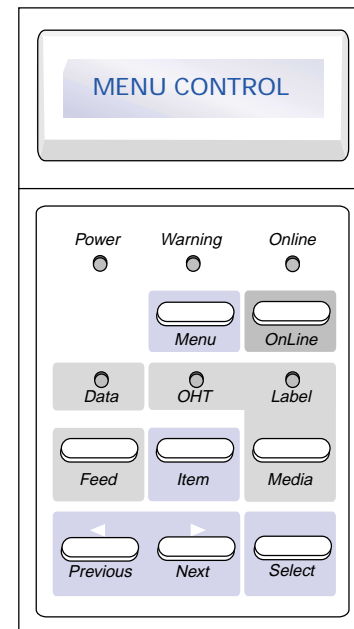 MENU CONTROL
Power Warning Online
Menu OnLine
Data OHT Label
Feed Item Media
Previous Next Select